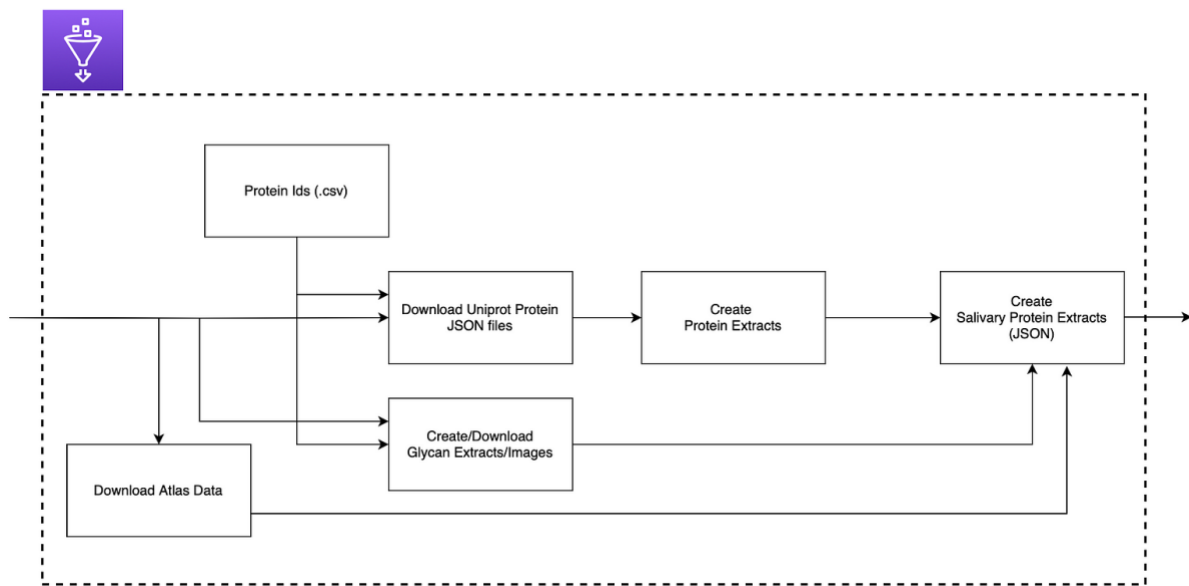 Protein Ids (.csv)
Download Uniprot Protein
JSON files
Create
Protein Extracts
Create
Salivary Protein Extracts
(JSON)
Create/Download
Glycan Extracts/Images
Download Atlas Data